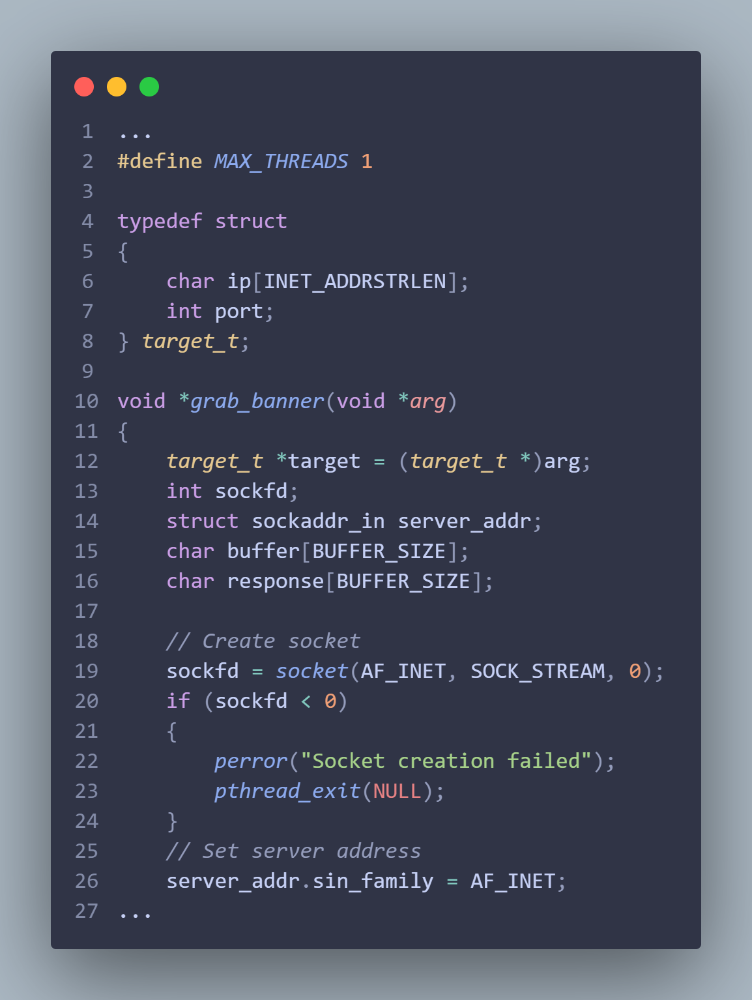 1 ...
2 #define MAX_THREADS 1
3
4 typedef struct
5 {
6     char ip[INET_ADDRSTRLEN];
7     int port;
8 } target_t;
9
10 void *grab_banner(void *arg)
11 {
12     target_t *target = (target_t *)arg;
13     int sockfd;
14     struct sockaddr_in server_addr;
15     char buffer[BUFFER_SIZE];
16     char response[BUFFER_SIZE];
17
18     // Create socket
19     sockfd = socket(AF_INET, SOCK_STREAM, 0);
20     if (sockfd < 0)
21     {
22         perror("Socket creation failed");
23         pthread_exit(NULL);
24     }
25     // Set server address
26     server_addr.sin_family = AF_INET;
27 ...